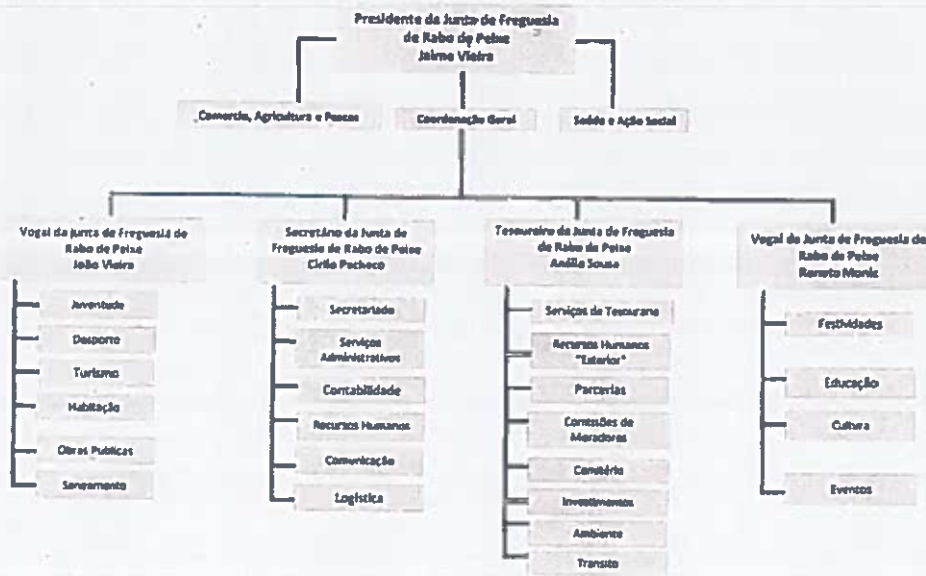 Presidente da Junta de Freguesia
de Rabo de Peixe
Jaime Vieira
Comercio, Agricultura e Pescas
Coordenação Geral
Saúde e Ação Social
Vogal da Junta de Freguesia de
Rabo de Peixe
João Vieira
Juventude
Desporto
Turismo
Habitação
Obras Publicas
Saneamento
Secretário da Junta de
Freguesia de Rabo de Peixe
Cirilo Pacheco
Secretariado
Serviços
Administrativos
Contabilidade
Recursos Humanos
Comunicação
Logística
Tesoureiro da Junta de Freguesia
de Rabo de Peixe
Sousa
Serviços de Tesouraria
Recursos Humanos
"Exterior"
Parcerias
Comissões de
Moradores
Cemitério
Investimentos
Ambiente
Transito
Vogal da Junta de Freguesia de
Rabo de Peixe
Renato Moniz
Festividades
Educação
Cultura
Eventos